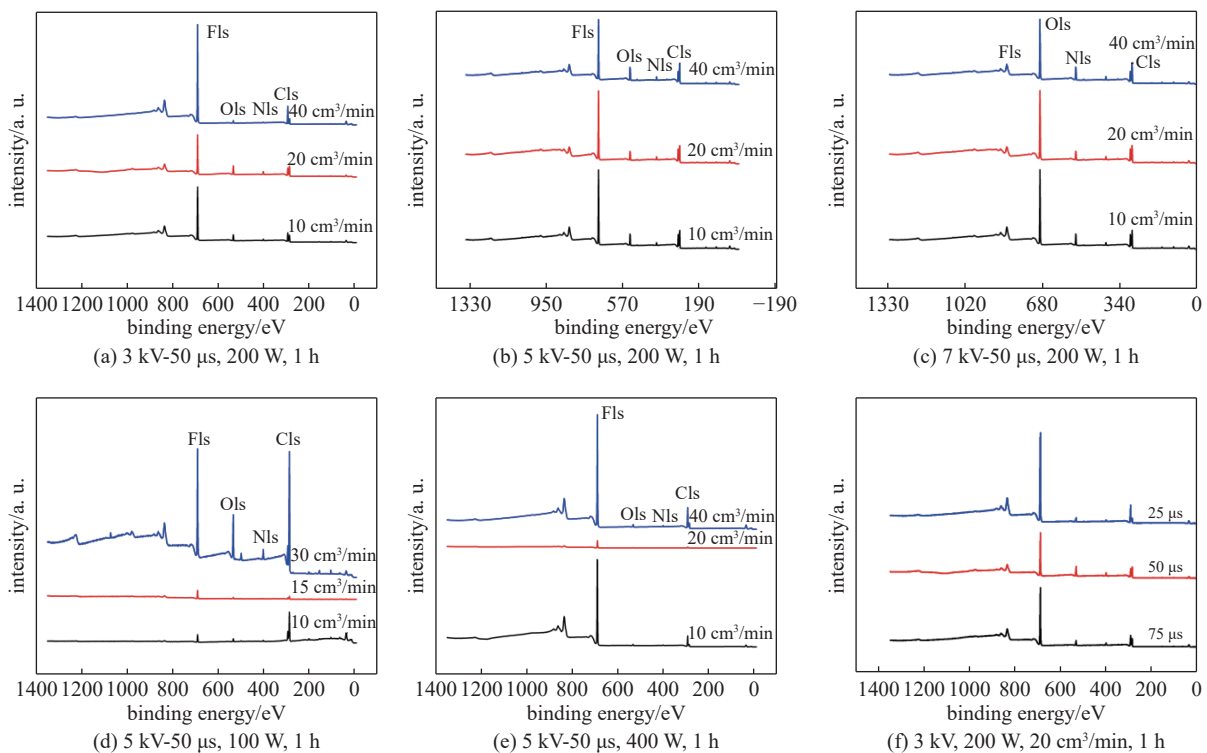 Fls
Ols
Nls
Cls
40 cm³/min
20 cm³/min
10 cm³/min
intensity/a. u.
1400 1200 1000 800 600 400 200 0
binding energy/eV
(a) 3 kV-50 μs, 200 W, 1 h
Fls
Ols
Nls
Cls
40 cm³/min
20 cm³/min
10 cm³/min
intensity/a. u.
1330 950 570 190 −190
binding energy/eV
(b) 5 kV-50 μs, 200 W, 1 h
Ols
Fls
Nls
40 cm³/min
Cls
20 cm³/min
10 cm³/min
intensity/a. u.
1330 1020 680 340 0
binding energy/eV
(c) 7 kV-50 μs, 200 W, 1 h
Fls
Cls
Ols
Nls
30 cm³/min
15 cm³/min
10 cm³/min
intensity/a. u.
1400 1200 1000 800 600 400 200 0
binding energy/eV
(d) 5 kV-50 μs, 100 W, 1 h
Fls
Cls
Ols Nls
40 cm³/min
20 cm³/min
10 cm³/min
intensity/a. u.
1400 1200 1000 800 600 400 200 0
binding energy/eV
(e) 5 kV-50 μs, 400 W, 1 h
25 μs
50 μs
75 μs
intensity/a. u.
1400 1200 1000 800 600 400 200 0
binding energy/eV
(f) 3 kV, 200 W, 20 cm³/min, 1 h